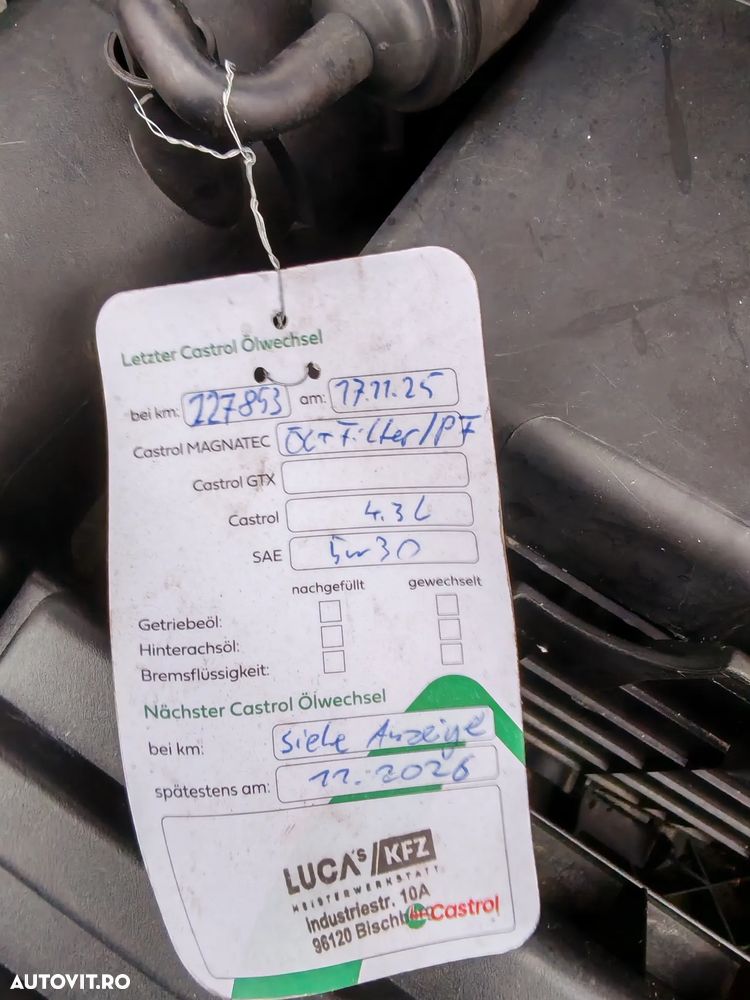 Letzter Castrol Ölwechsel
bei km: 127853 am: 17.11.25
Castrol MAGNATEC Öl+Filter/PF
Castrol GTX
Castrol 4.3L
SAE 5w30
nachgefüllt gewechselt
Getriebeöl:
Hinterachsöl:
Bremsflüssigkeit:
Nächster Castrol Ölwechsel
bei km: siehe Anzeige
spätestens am: 11.2026
LUCA'S KFZ
MEISTERWERKSTATT
Industriestr. 10A
96120 Bischberg
Castrol
AUTOVIT.RO